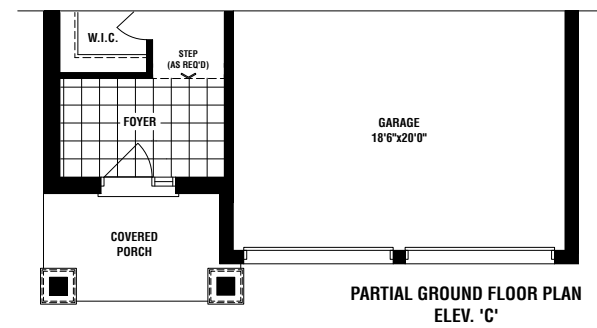 W.I.C.
STEP
(AS REQ'D)
FOYER
GARAGE
18'6"x20'0"
COVERED
PORCH
PARTIAL GROUND FLOOR PLAN
ELEV. 'C'